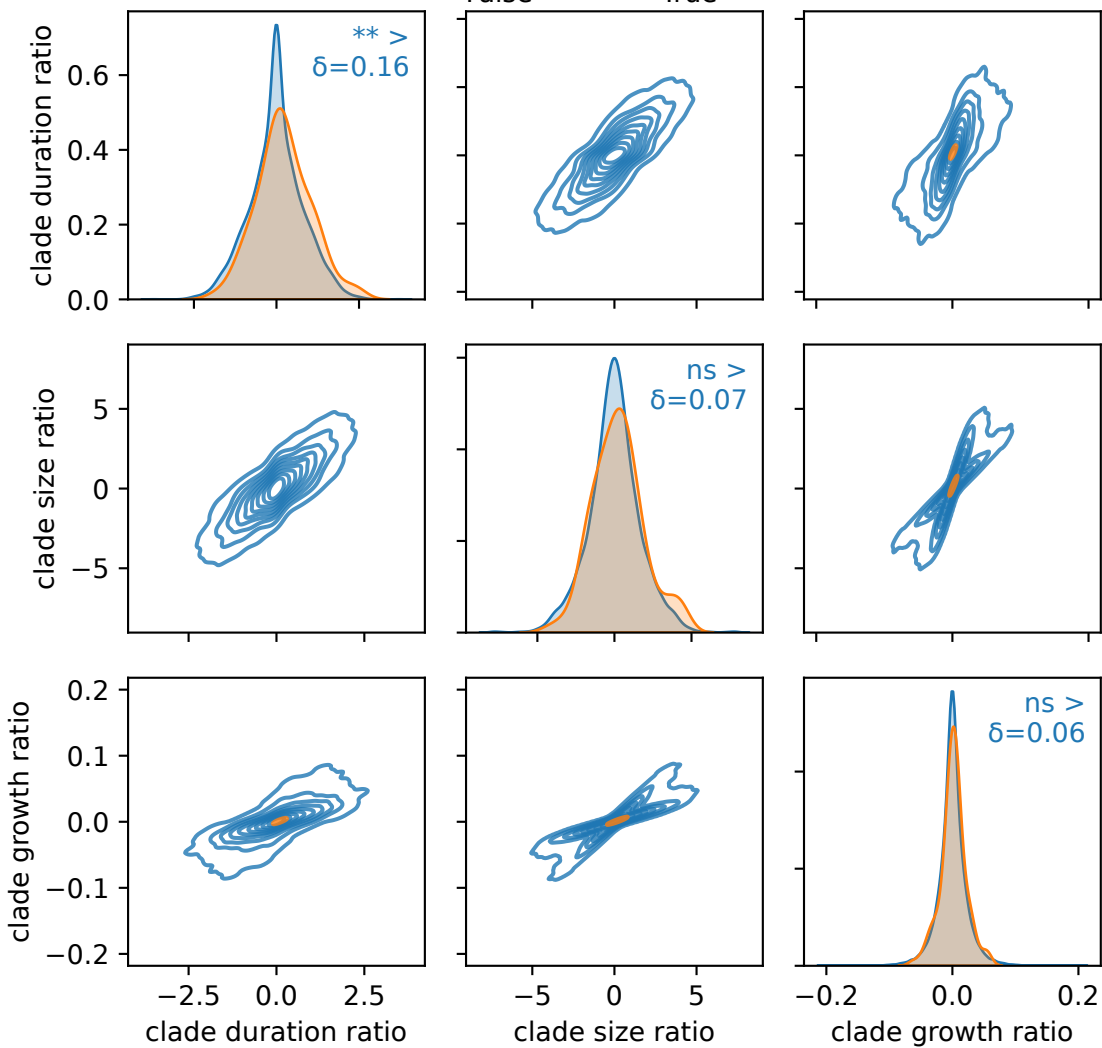 ** >
δ=0.16
clade duration ratio
0.6
0.4
0.2
0.0
ns >
δ=0.07
clade size ratio
5
0
−5
ns >
δ=0.06
clade growth ratio
0.2
0.1
0.0
−0.1
−0.2
−2.5 0.0 2.5 −5 0 5 −0.2 0.0 0.2
clade duration ratio clade size ratio clade growth ratio